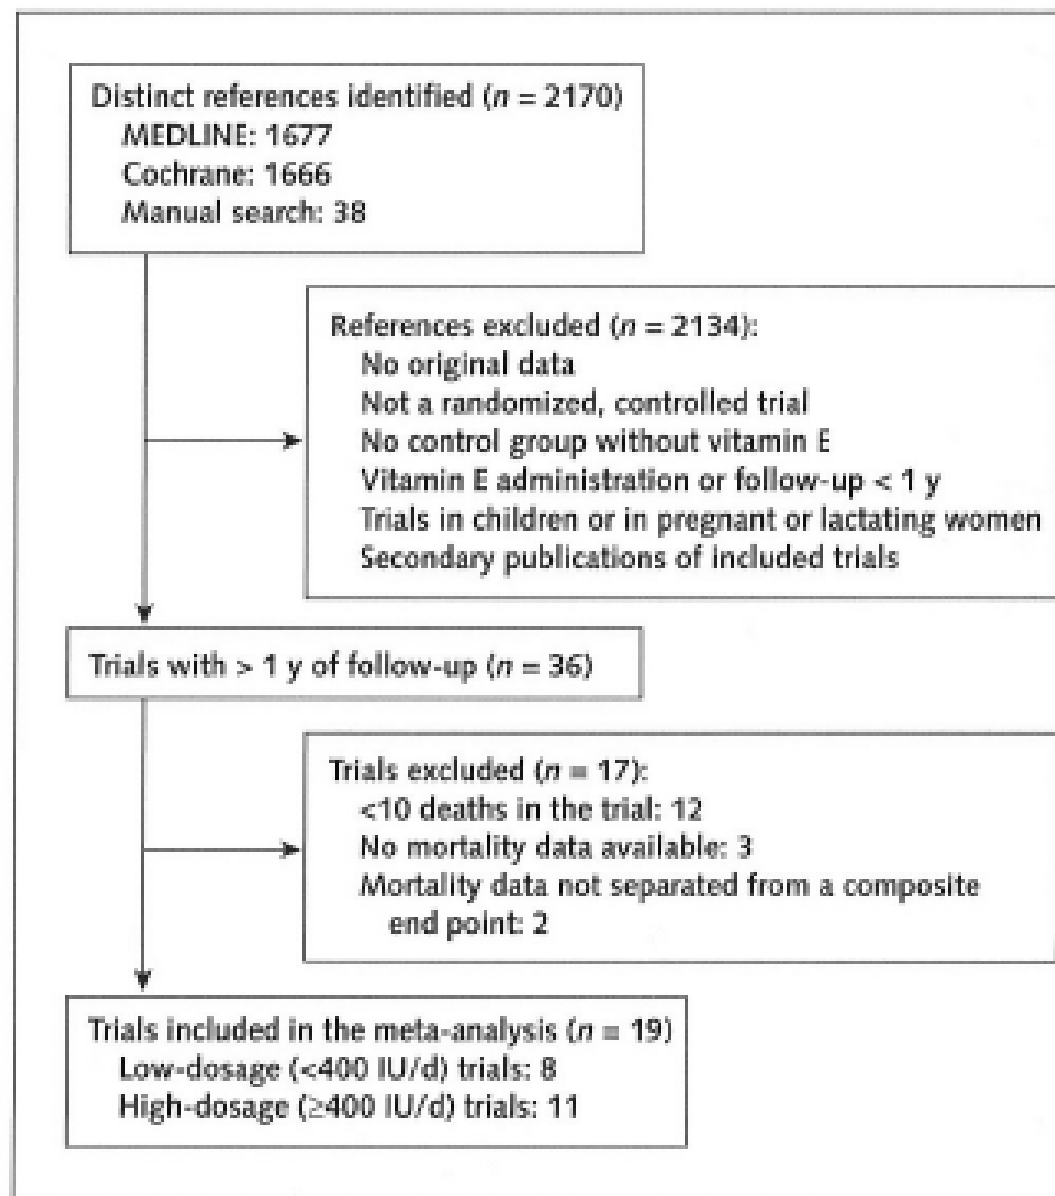 Distinct references identified (n = 2170)
MEDLINE: 1677
Cochrane: 1666
Manual search: 38
References excluded (n = 2134):
No original data
Not a randomized, controlled trial
No control group without vitamin E
Vitamin E administration or follow-up < 1 y
Trials in children or in pregnant or lactating women
Secondary publications of included trials
Trials with > 1 y of follow-up (n = 36)
Trials excluded (n = 17):
<10 deaths in the trial: 12
No mortality data available: 3
Mortality data not separated from a composite
end point: 2
Trials included in the meta-analysis (n = 19)
Low-dosage (<400 IU/d) trials: 8
High-dosage (≥400 IU/d) trials: 11